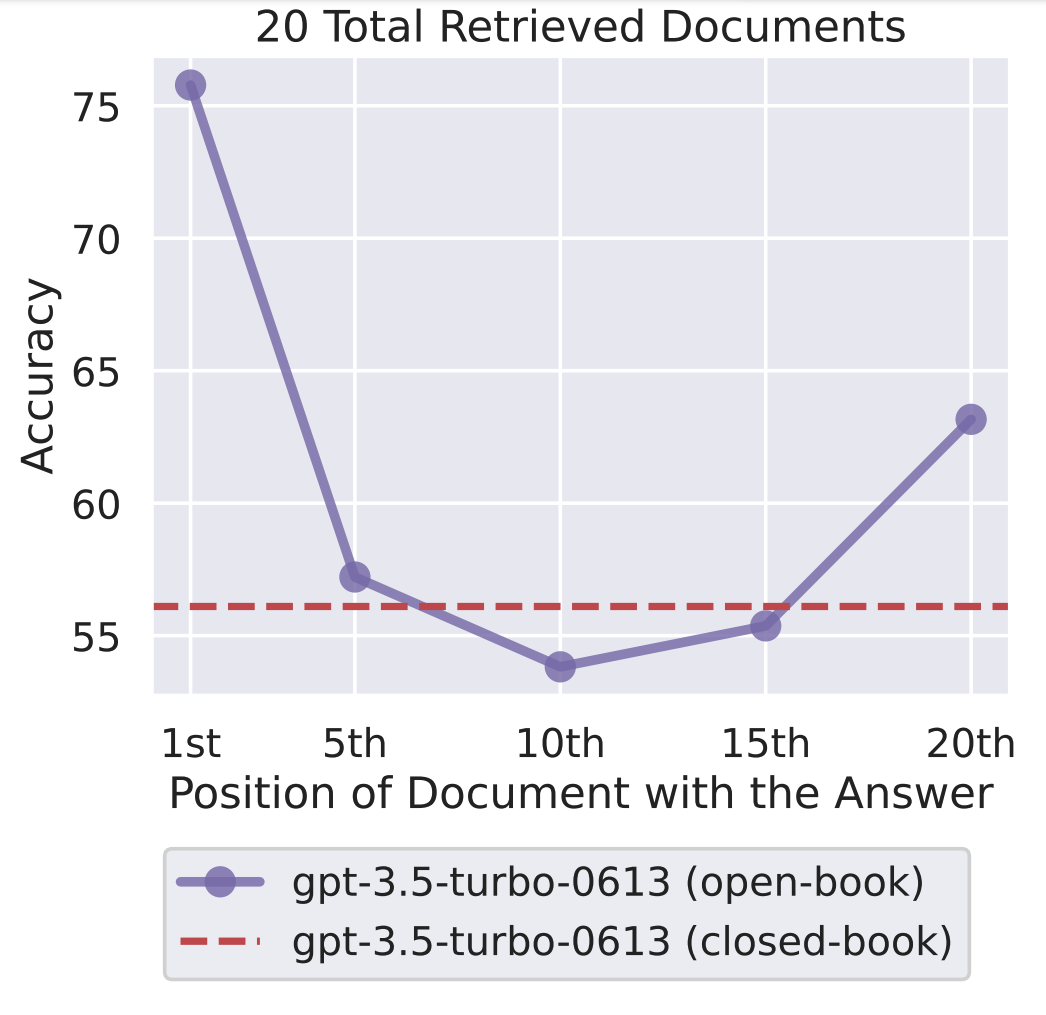 20 Total Retrieved Documents
75
70
65
60
55
Accuracy
1st 5th 10th 15th 20th
Position of Document with the Answer
gpt-3.5-turbo-0613 (open-book)
gpt-3.5-turbo-0613 (closed-book)